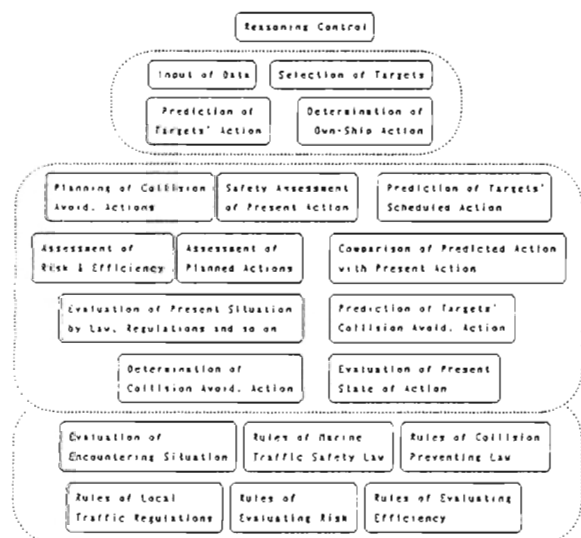 Reasoning Control
Input of Data
Selection of Targets
Prediction of
Targets' Action
Determination of
Own-Ship Action
Planning of Collision
Avoid. Actions
Safety Assessment
of Present Action
Prediction of Targets'
Scheduled Action
Assessment of
Risk & Efficiency
Assessment of
Planned Actions
Comparison of Predicted Action
with Present Action
Evaluation of Present Situation
by Law, Regulations and so on
Prediction of Targets'
Collision Avoid. Action
Determination of
Collision Avoid. Action
Evaluation of Present
State of Action
Evaluation of
Encountering Situation
Rules of Marine
Traffic Safety Law
Rules of Collision
Preventing Law
Rules of Local
Traffic Regulations
Rules of
Evaluating Risk
Rules of Evaluating
Efficiency